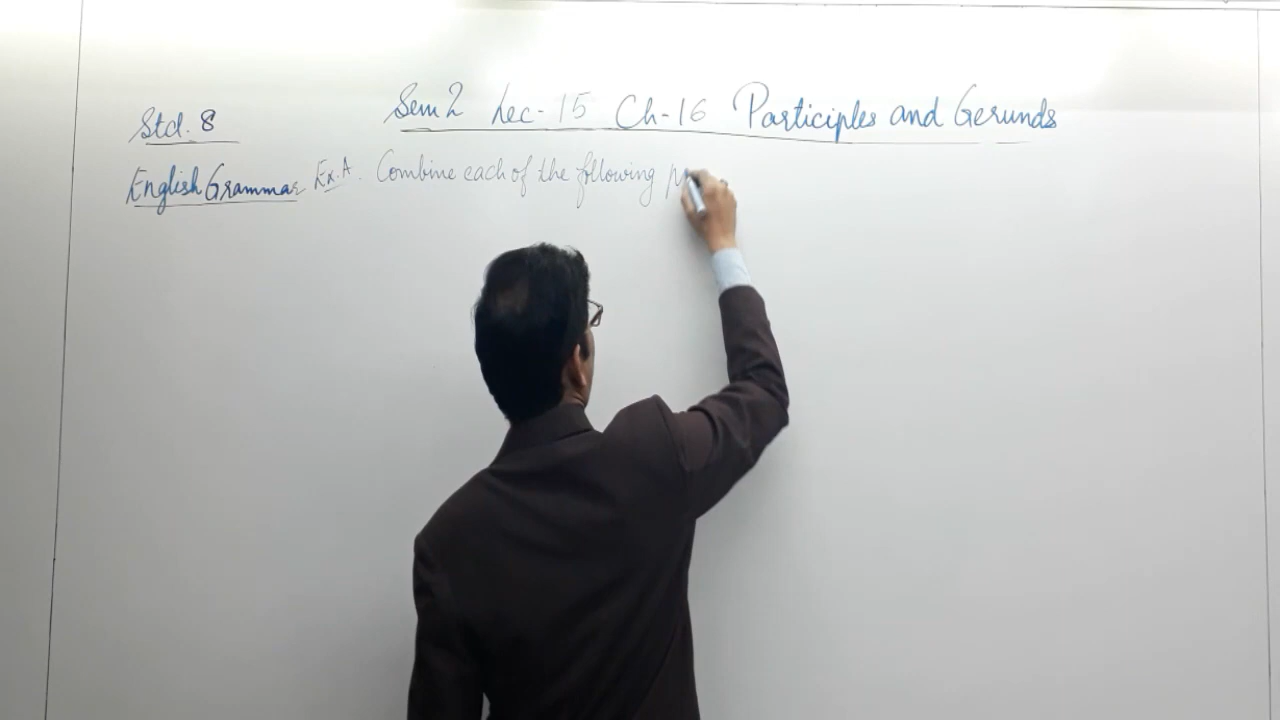 Sem 2 Lec - 15 Ch - 16 Participles and Gerunds
Std. 8
English Grammar Ex. A. Combine each of the following